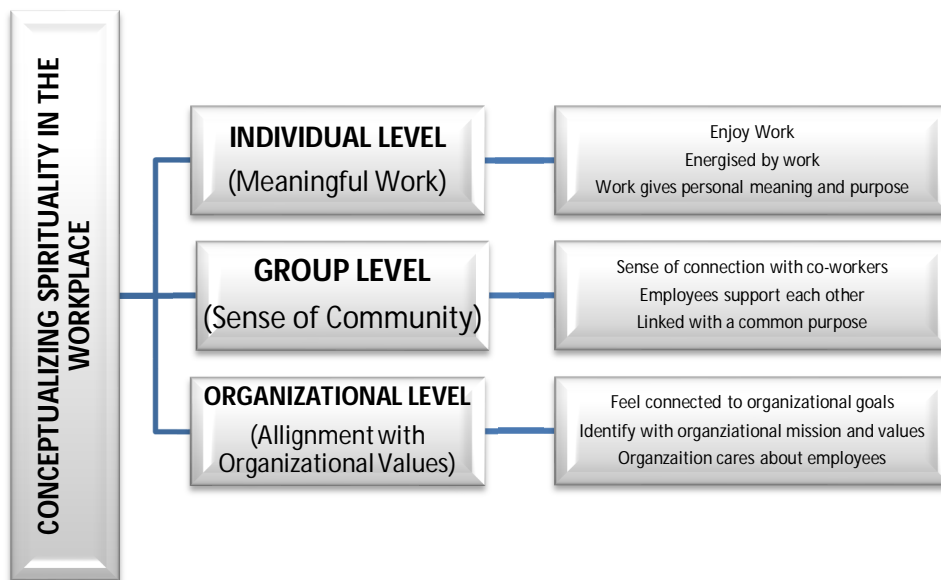 CONCEPTUALIZING SPIRITUALITY IN THE
WORKPLACE
INDIVIDUAL LEVEL
(Meaningful Work)
Enjoy Work
Energised by work
Work gives personal meaning and purpose
GROUP LEVEL
(Sense of Community)
Sense of connection with co-workers
Employees support each other
Linked with a common purpose
ORGANIZATIONAL LEVEL
(Allignment with
Organizational Values)
Feel connected to organizational goals
Identify with organziational mission and values
Organzaition cares about employees